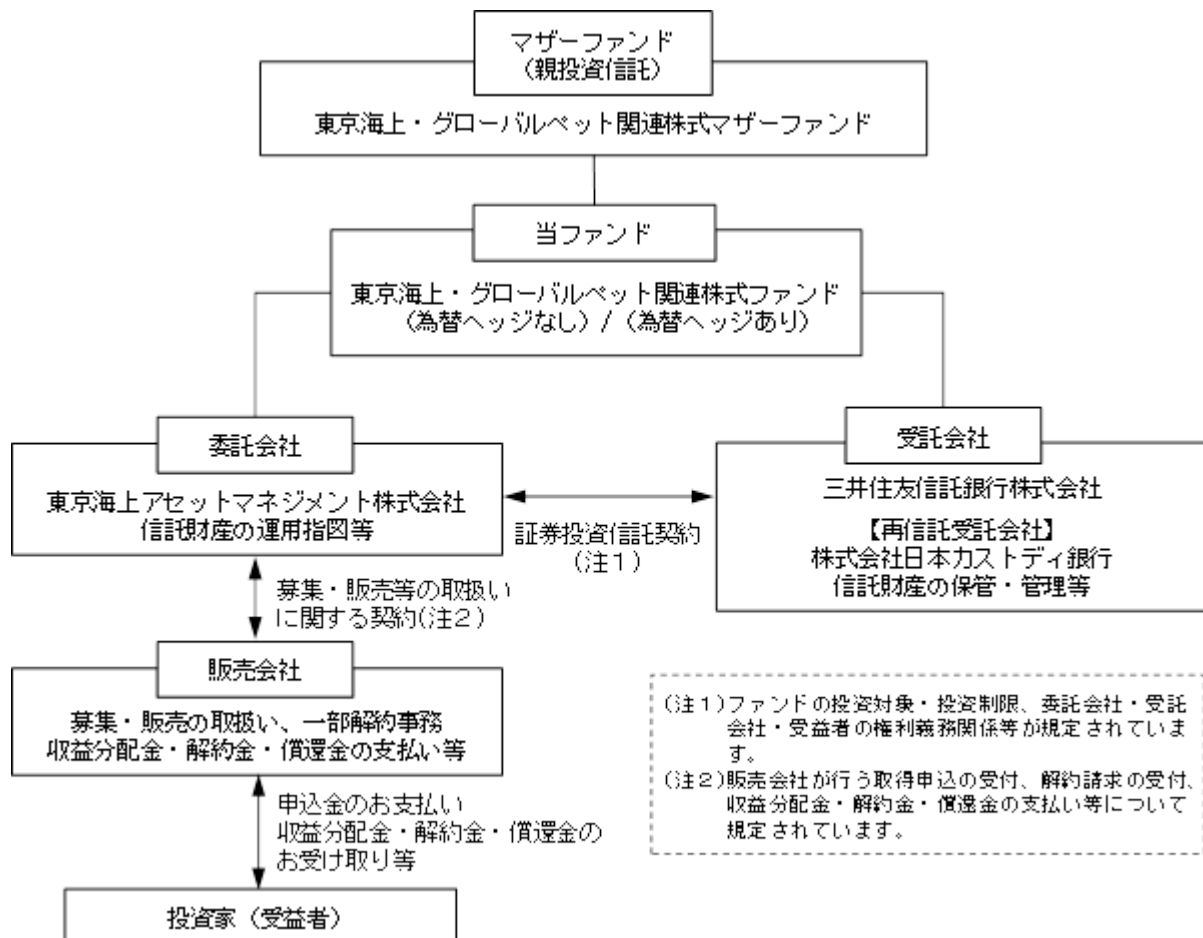 マザーファンド
(親投資信託)
東京海上・グローバルペット関連株式マザーファンド
当ファンド
東京海上・グローバルペット関連株式ファンド
(為替ヘッジなし) / (為替ヘッジあり)
委託会社
東京海上アセットマネジメント株式会社
信託財産の運用指図等
証券投資信託契約
(注1)
受託会社
三井住友信託銀行株式会社
【再信託受託会社】
株式会社日本カストディ銀行
信託財産の保管・管理等
募集・販売等の取扱い
に関する契約(注2)
販売会社
募集・販売の取扱い、一部解約事務
収益分配金・解約金・償還金の支払い等
申込金のお支払い
収益分配金・解約金・償還金の
お受け取り等
投資家(受益者)
(注1)ファンドの投資対象・投資制限、委託会社・受託
会社・受益者の権利義務関係等が規定されていま
す。
(注2)販売会社が行う取得申込の受付、解約請求の受付、
収益分配金・解約金・償還金の支払い等について
規定されています。